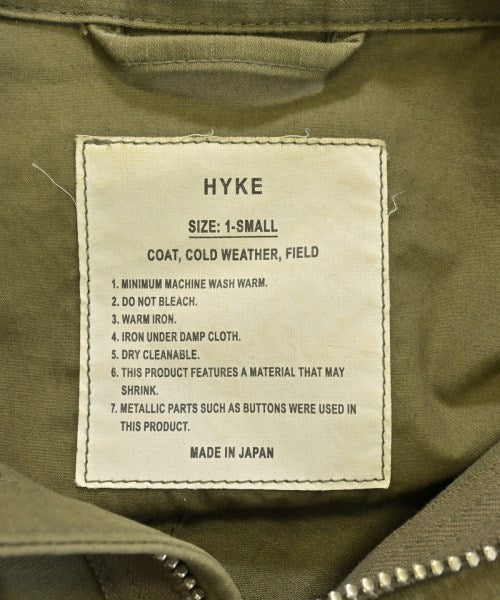 HYKE
SIZE: 1-SMALL
COAT, COLD WEATHER, FIELD
1. MINIMUM MACHINE WASH WARM.
2. DO NOT BLEACH.
3. WARM IRON.
4. IRON UNDER DAMP CLOTH.
5. DRY CLEANABLE.
6. THIS PRODUCT FEATURES A MATERIAL THAT MAY
SHRINK.
7. METALLIC PARTS SUCH AS BUTTONS WERE USED IN
THIS PRODUCT.
MADE IN JAPAN